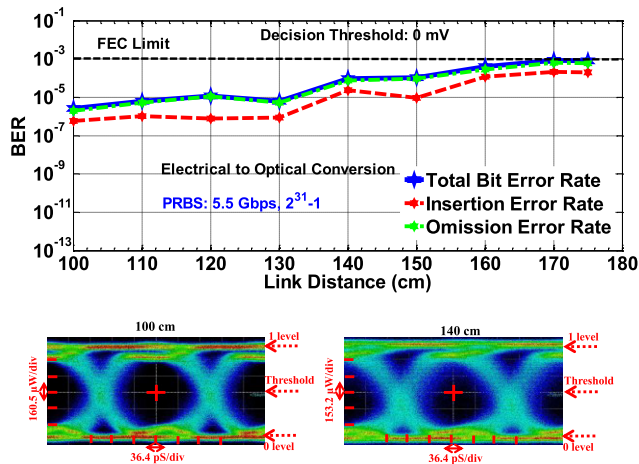 10^-1
10^-3
10^-5
10^-7
10^-9
10^-11
10^-13
BER
FEC Limit
Decision Threshold: 0 mV
Electrical to Optical Conversion
PRBS: 5.5 Gbps, 2^31-1
Total Bit Error Rate
Insertion Error Rate
Omission Error Rate
100 110 120 130 140 150 160 170 180
Link Distance (cm)
100 cm
1 level
Threshold
0 level
160.5 µW/div
36.4 pS/div
140 cm
1 level
Threshold
0 level
153.2 µW/div
36.4 pS/div